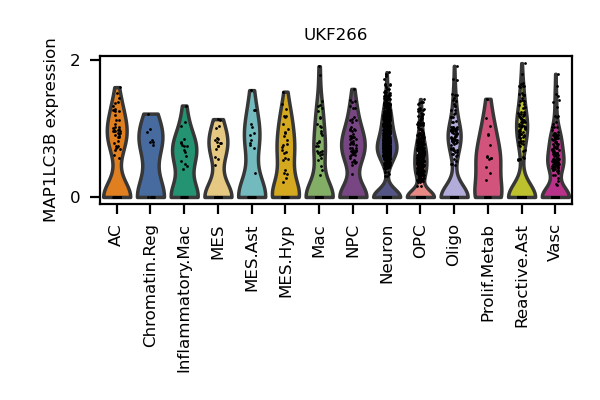 UKF266
MAP1LC3B expression
2
0
AC
Chromatin.Reg
Inflammatory.Mac
MES
MES.Ast
MES.Hyp
Mac
NPC
Neuron
OPC
Oligo
Prolif.Metab
Reactive.Ast
Vasc